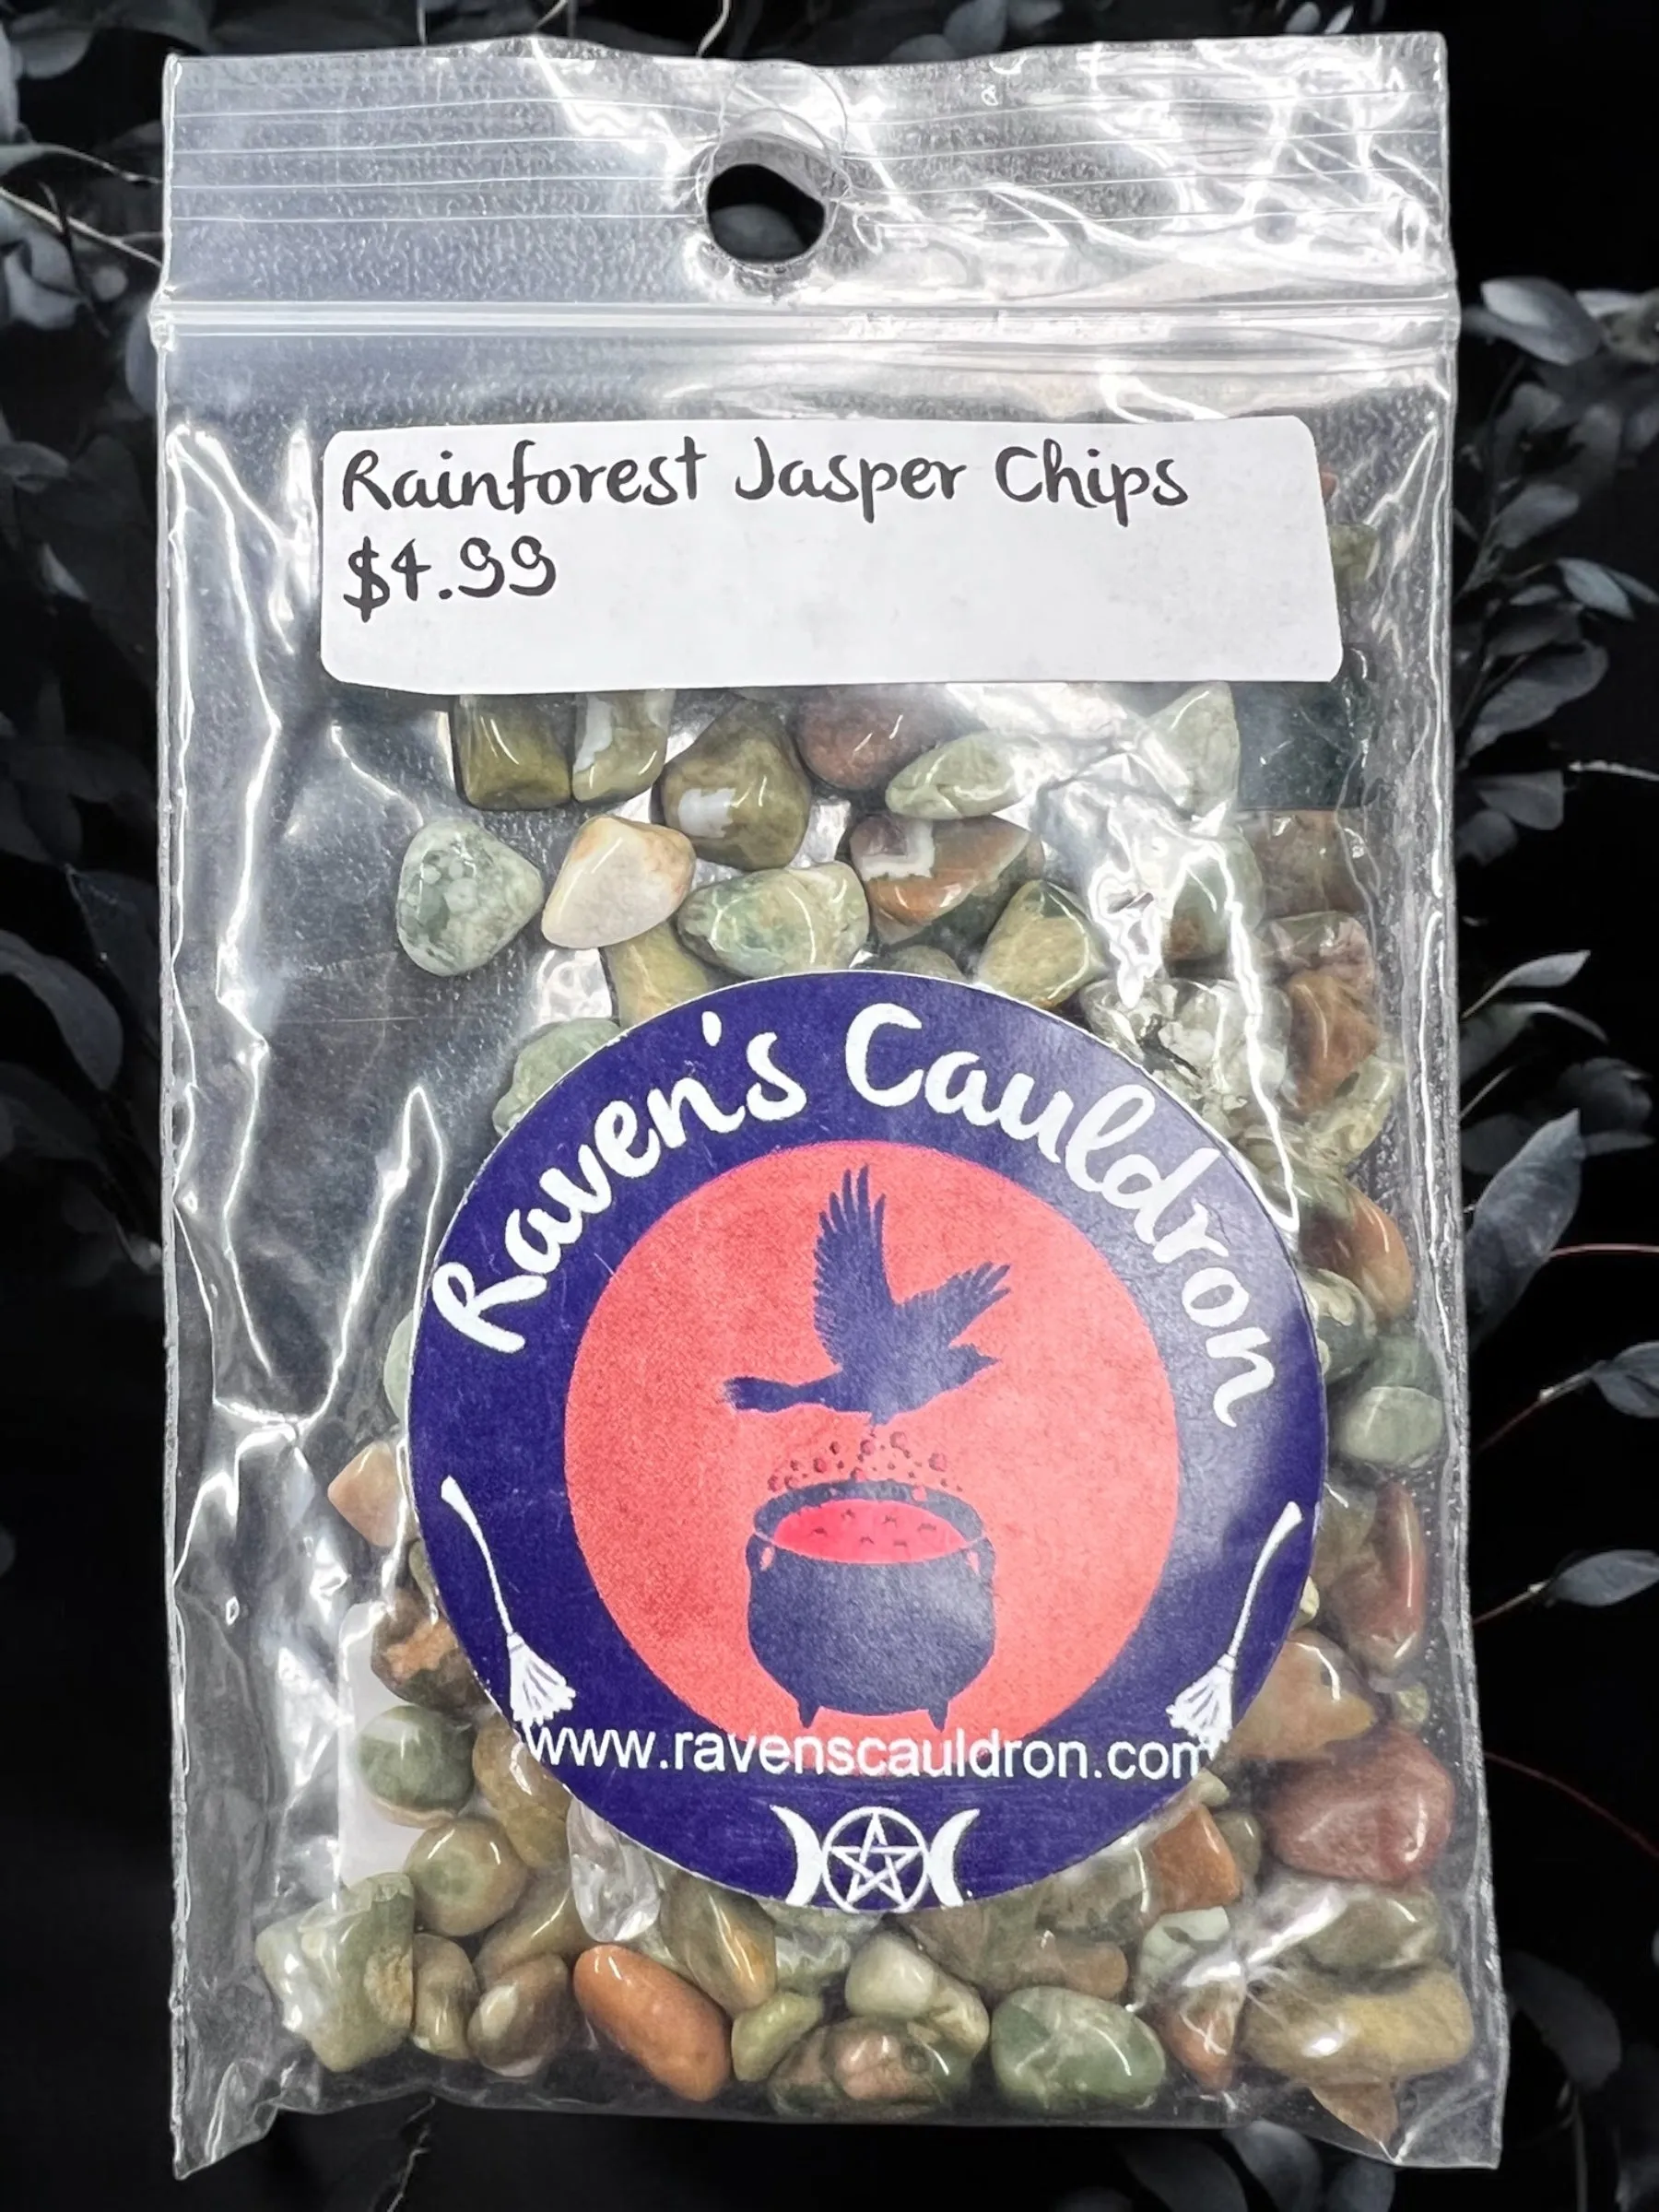 Rainforest Jasper Chips
$4.99
Raven's Cauldron
www.ravenscauldron.com